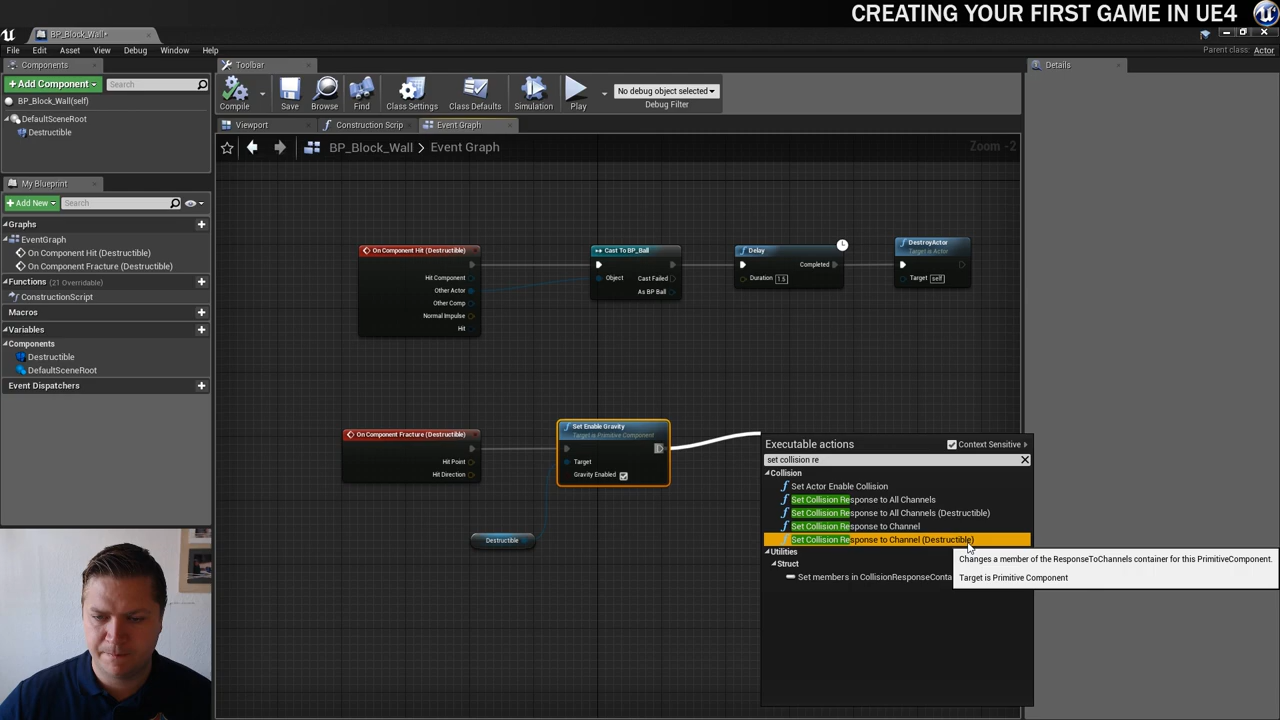 CREATING YOUR FIRST GAME IN UE4
BP_Block_Wall*
File Edit Asset View Debug Window Help
Parent class: Actor
Components
Toolbar
Details
+Add Component
Search
BP_Block_Wall(self)
DefaultSceneRoot
Destructible
Compile
Save
Browse
Find
Class Settings
Class Defaults
Simulation
Play
No debug object selected
Debug Filter
Viewport
Construction Scrip
Event Graph
BP_Block_Wall > Event Graph
Zoom -2
My Blueprint
+Add New
Search
Graphs
EventGraph
On Component Hit (Destructible)
On Component Fracture (Destructible)
Functions (21 Overridable)
ConstructionScript
Macros
Variables
Components
Destructible
DefaultSceneRoot
Event Dispatchers
On Component Hit (Destructible)
Hit Component
Other Actor
Other Comp
Normal Impulse
Hit
Cast To BP_Ball
Object
Cast Failed
As BP Ball
Delay
Completed
Duration 1.5
DestroyActor
Target is Actor
Target self
On Component Fracture (Destructible)
Hit Point
Hit Direction
Set Enable Gravity
Target is Primitive Component
Target
Gravity Enabled
Destructible
Executable actions
Context Sensitive
set collision re
Collision
Set Actor Enable Collision
Set Collision Response to All Channels
Set Collision Response to All Channels (Destructible)
Set Collision Response to Channel
Set Collision Response to Channel (Destructible)
Utilities
Struct
Set members in CollisionResponseConta
Changes a member of the ResponseToChannels container for this PrimitiveComponent.
Target is Primitive Component